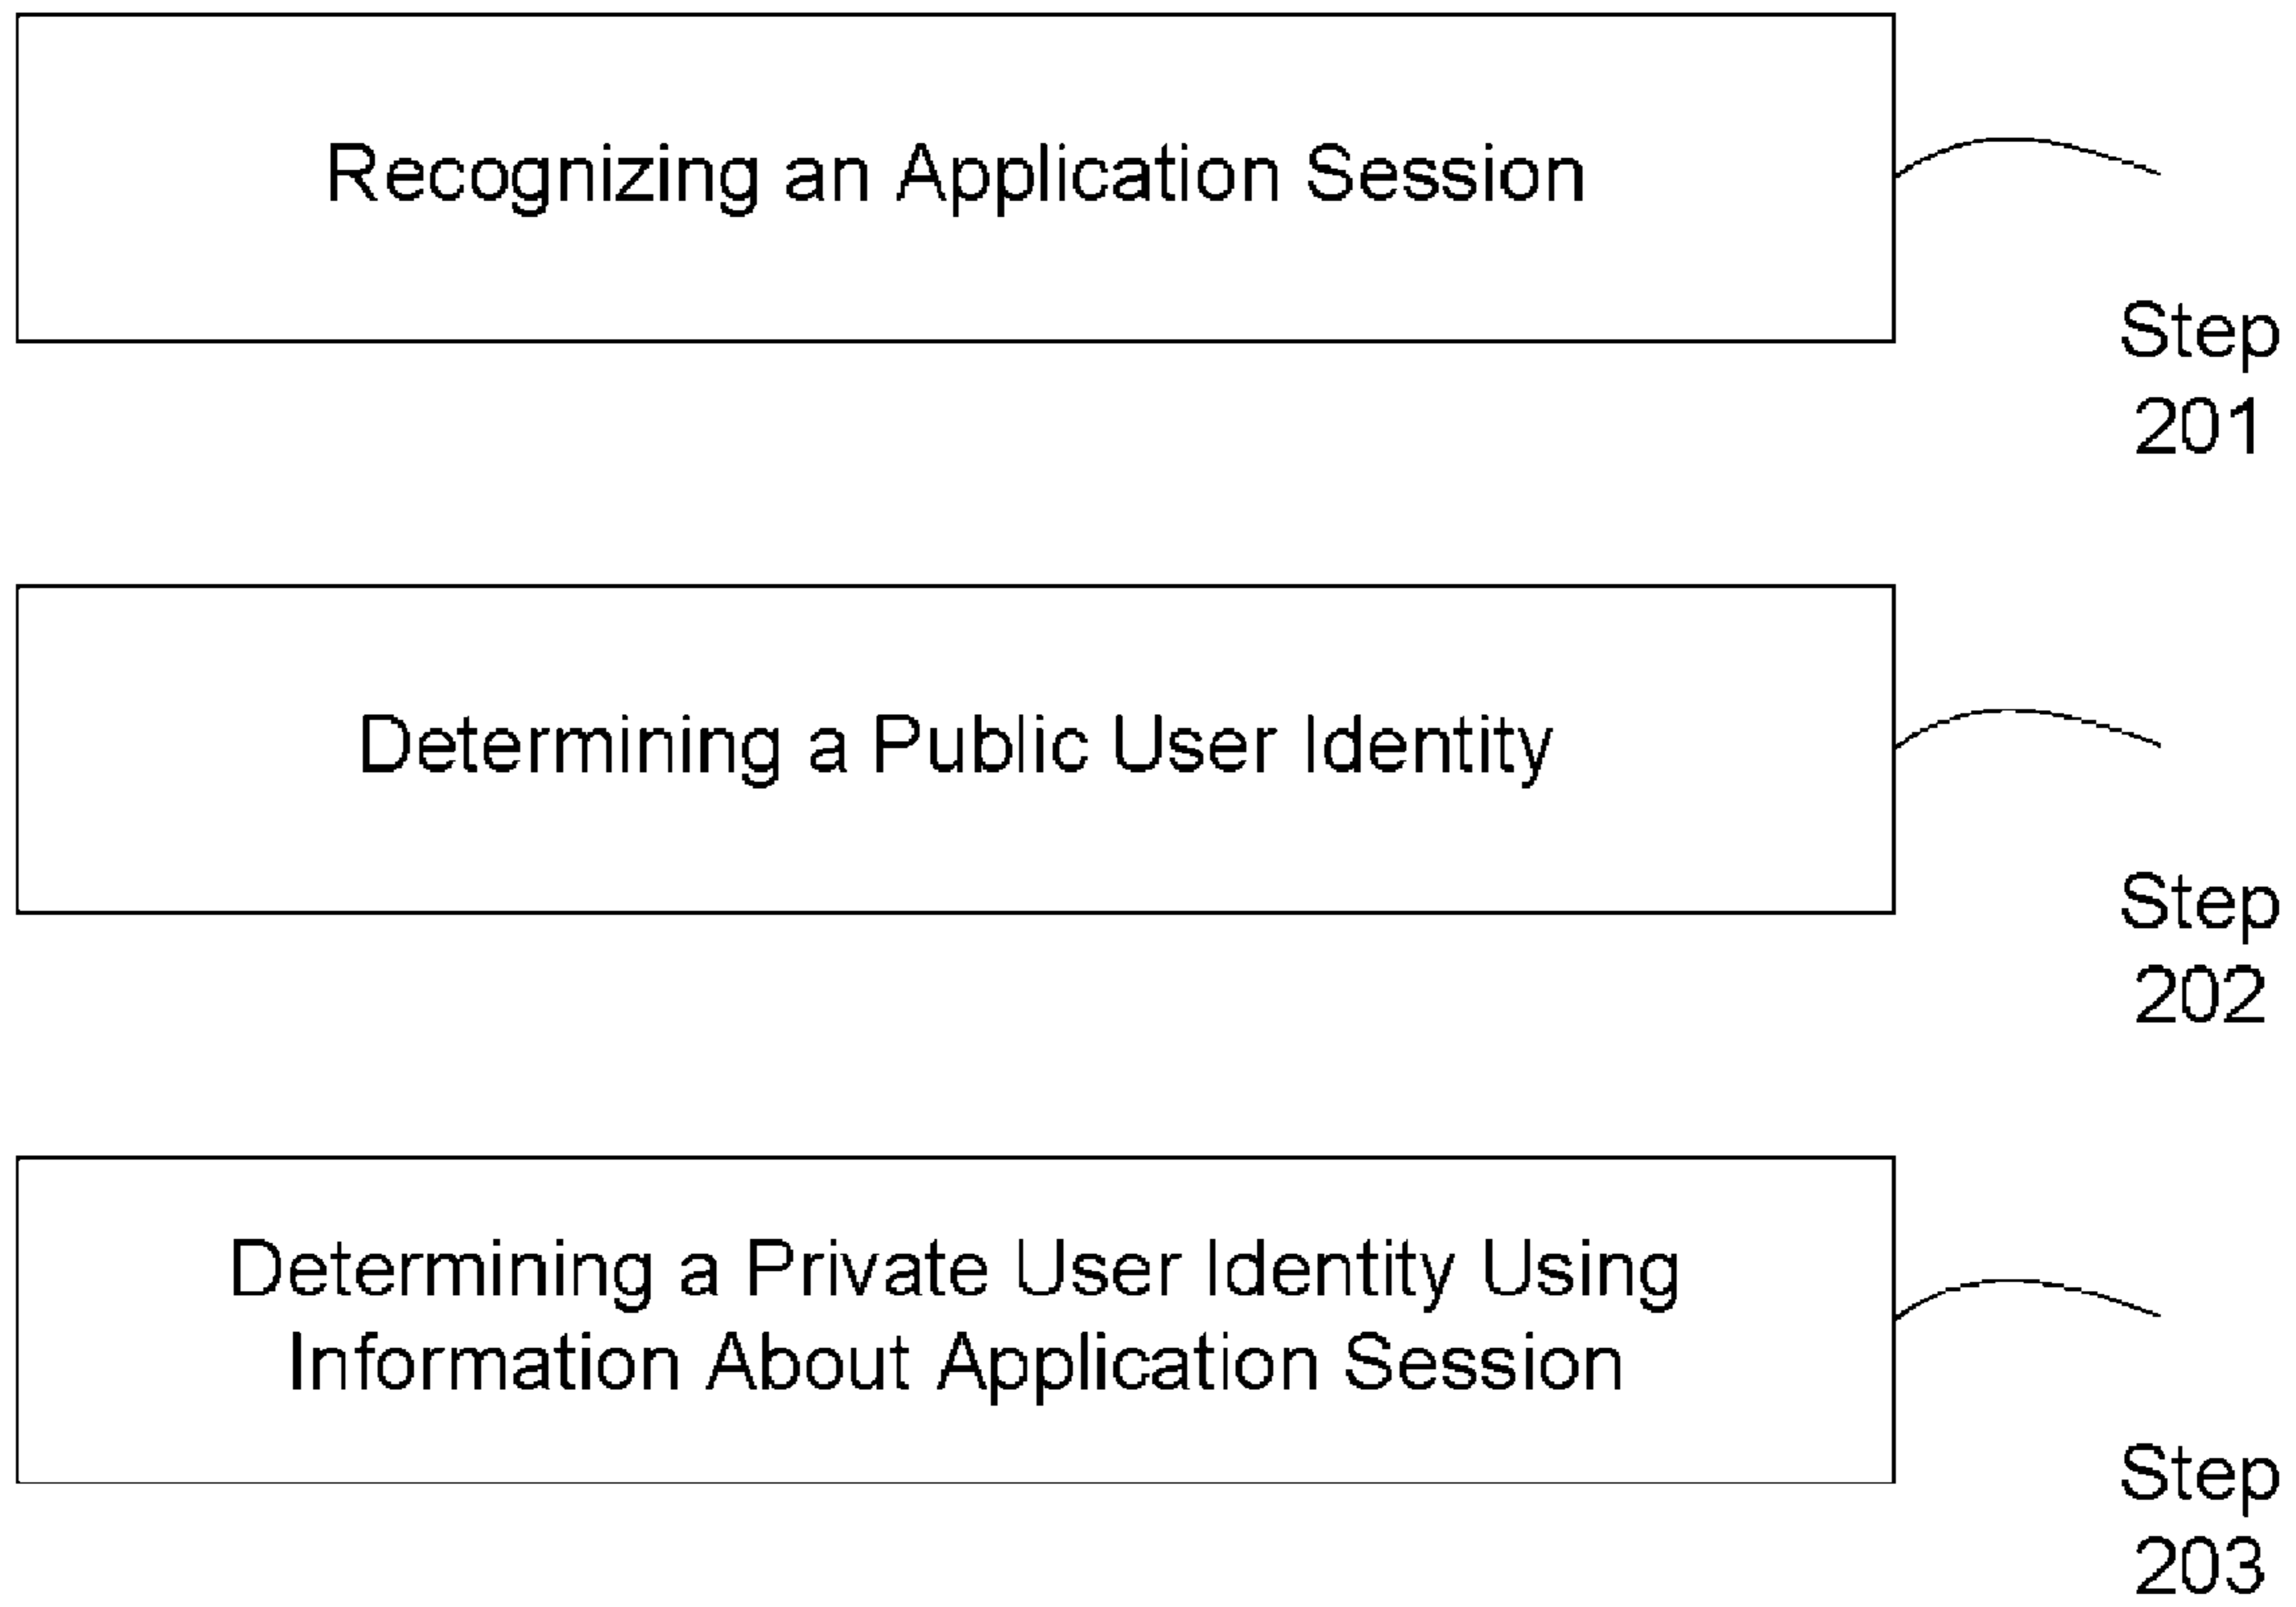 Recognizing an Application Session
Step
201
Determining a Public User Identity
Step
202
Determining a Private User Identity Using
Information About Application Session
Step
203